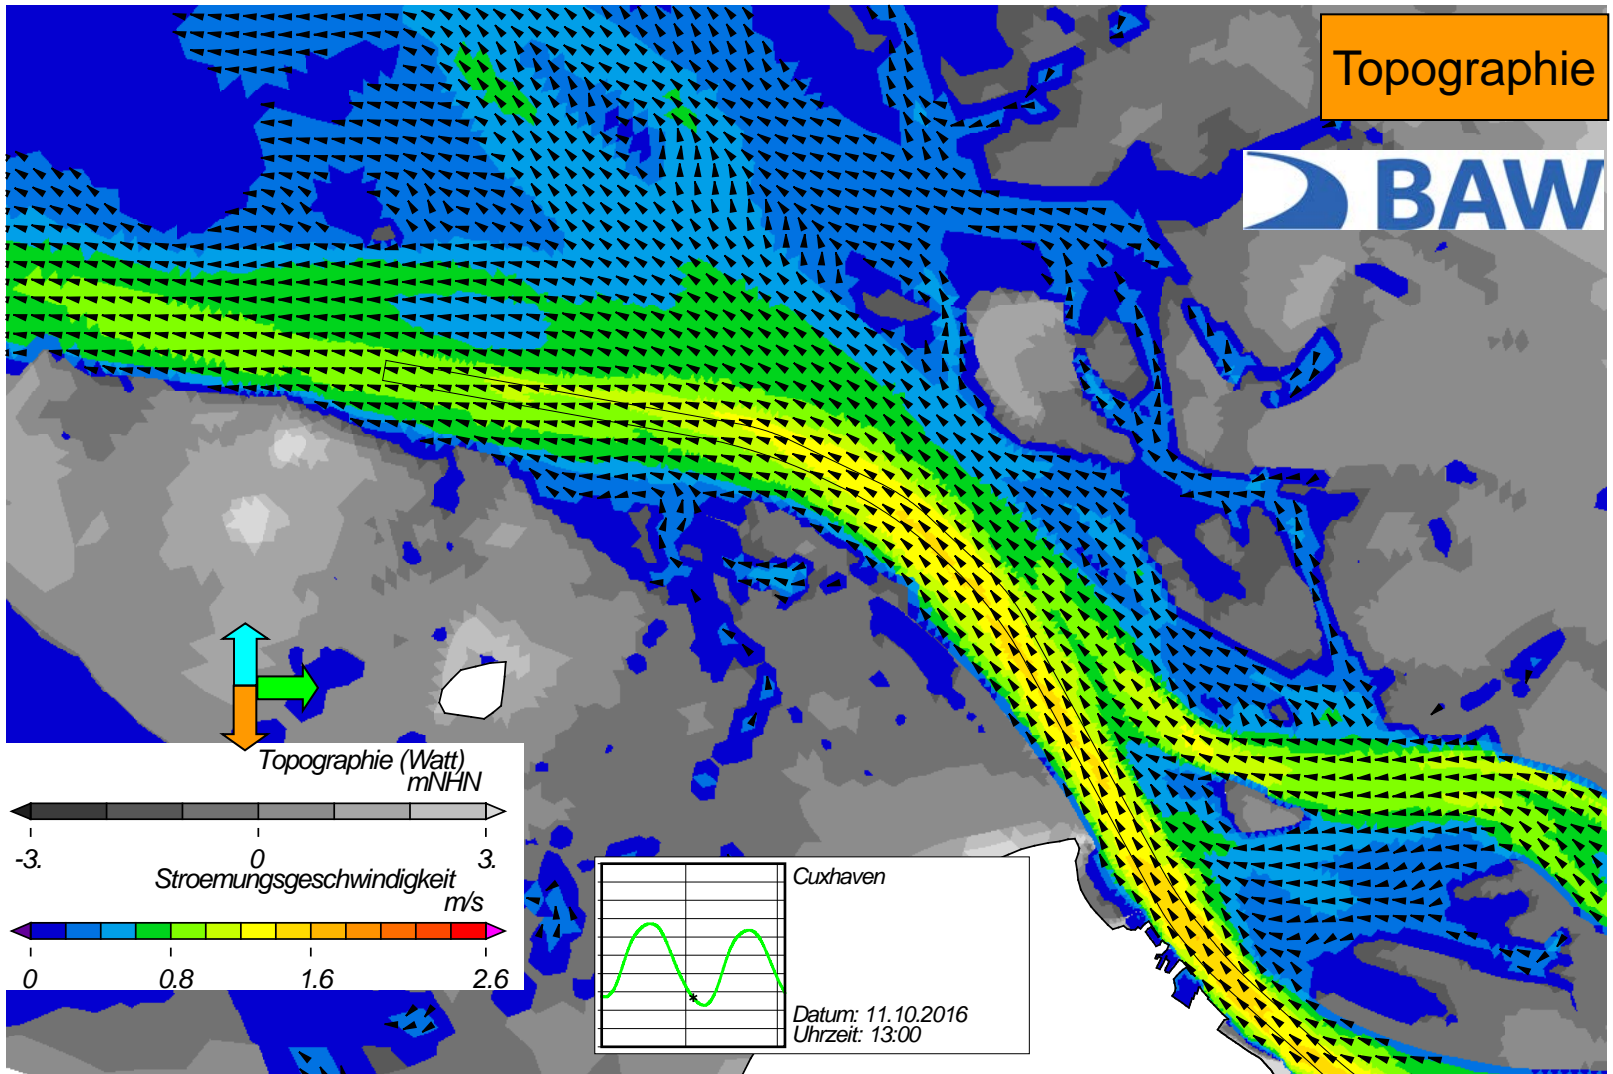 Topographie
BAW
Topographie (Watt)
mNHN
-3. 0 3.
Stroemungsgeschwindigkeit
m/s
0 0.8 1.6 2.6
Cuxhaven
Datum: 11.10.2016
Uhrzeit: 13:00